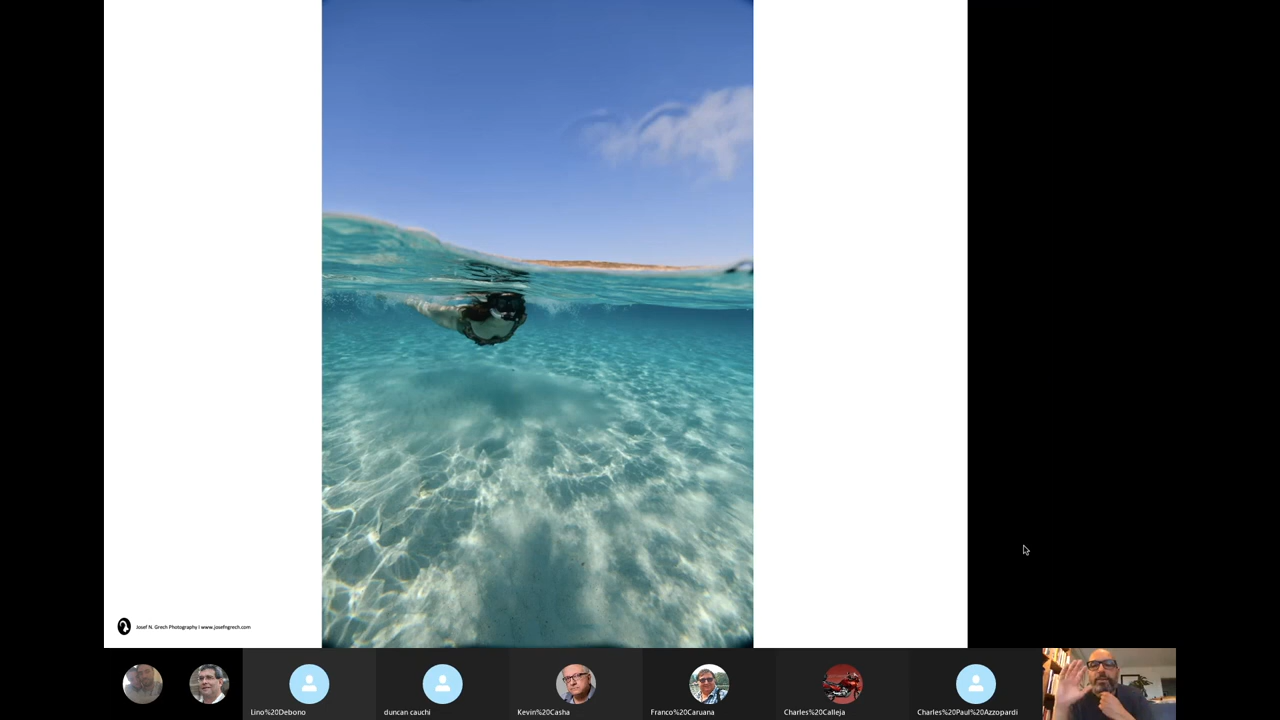 Josef N. Grech Photography I www.josefngrech.com
Lino%20Debono
duncan cauchi
Kevin%20Casha
Franco%20Caruana
Charles%20Calleja
Charles%20Paul%20Azzopardi